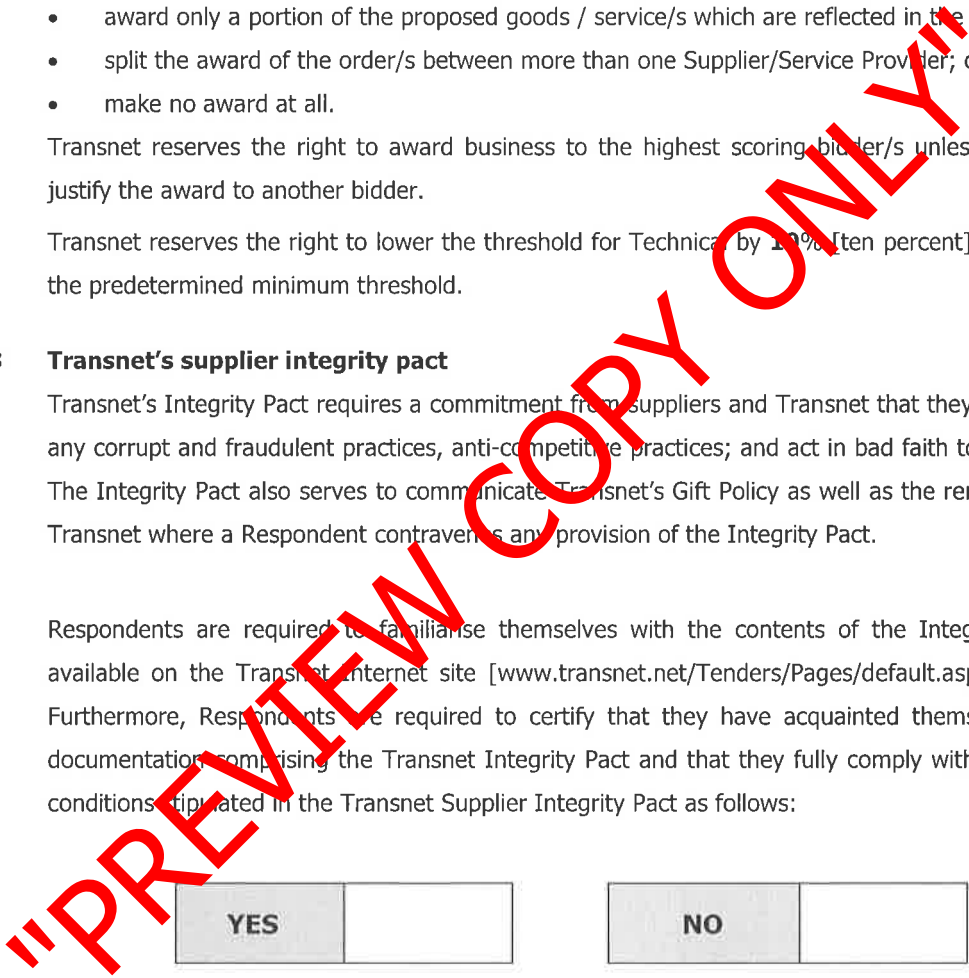 • award only a portion of the proposed goods / service/s which are reflected in the
• split the award of the order/s between more than one Supplier/Service Provider;
• make no award at all.
Transnet reserves the right to award business to the highest scoring bidder/s
justify the award to another bidder.
Transnet reserves the right to lower the threshold for Technical by 10% [ten percent]
the predetermined minimum threshold.
Transnet's supplier integrity pact
Transnet's Integrity Pact requires a commitment from suppliers and Transnet that they
any corrupt and fraudulent practices, anti-competitive practices; and act in bad faith
The Integrity Pact also serves to communicate Transnet's Gift Policy as well as the
Transnet where a Respondent contravenes any provision of the Integrity Pact.
Respondents are required to familiarise themselves with the contents of the
available on the Transnet Internet site [www.transnet.net/Tenders/Pages/default.asp
Furthermore, Respondents are required to certify that they have acquainted
documentation comprising the Transnet Integrity Pact and that they fully comply with
conditions stipulated in the Transnet Supplier Integrity Pact as follows:
YES NO
"PREVIEW COPY ONLY"